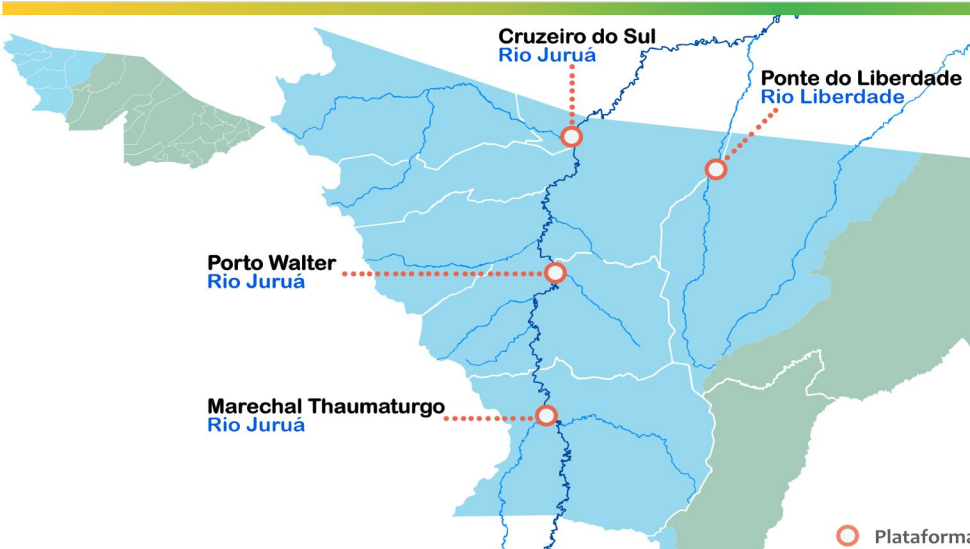 Cruzeiro do Sul
Rio Juruá
Ponte do Liberdade
Rio Liberdade
Porto Walter
Rio Juruá
Marechal Thaumaturgo
Rio Juruá
Plataforma